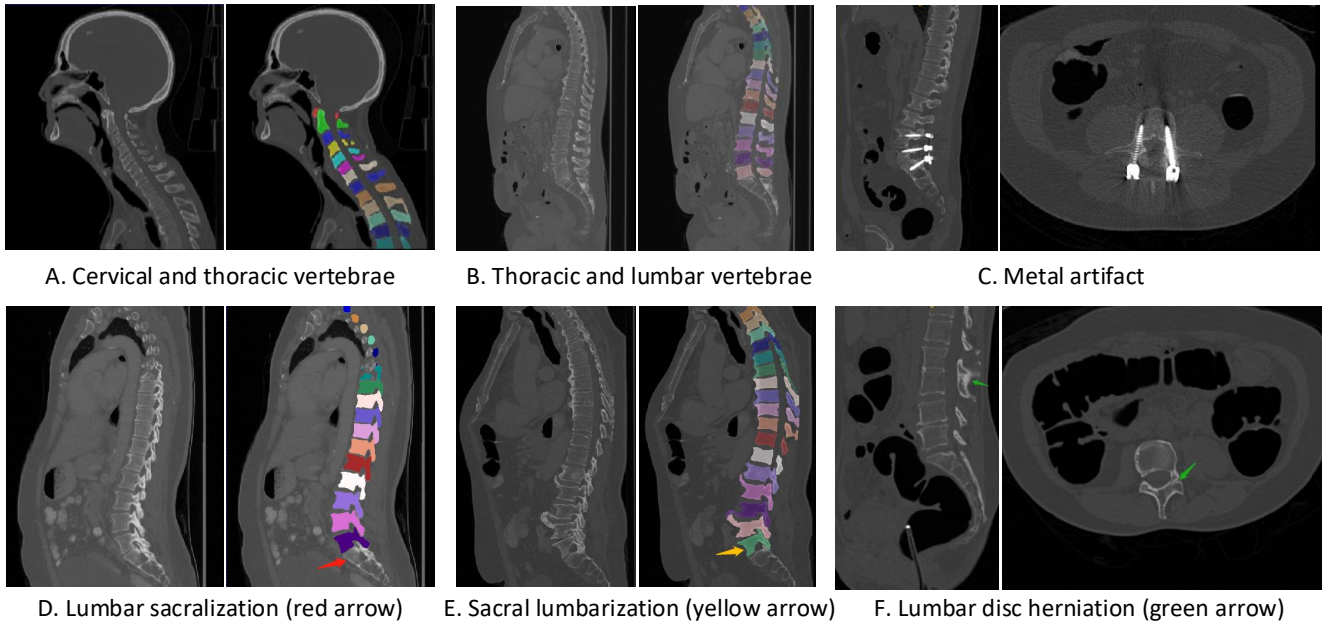 A. Cervical and thoracic vertebrae
B. Thoracic and lumbar vertebrae
C. Metal artifact
D. Lumbar sacralization (red arrow)
E. Sacral lumbarization (yellow arrow)
F. Lumbar disc herniation (green arrow)